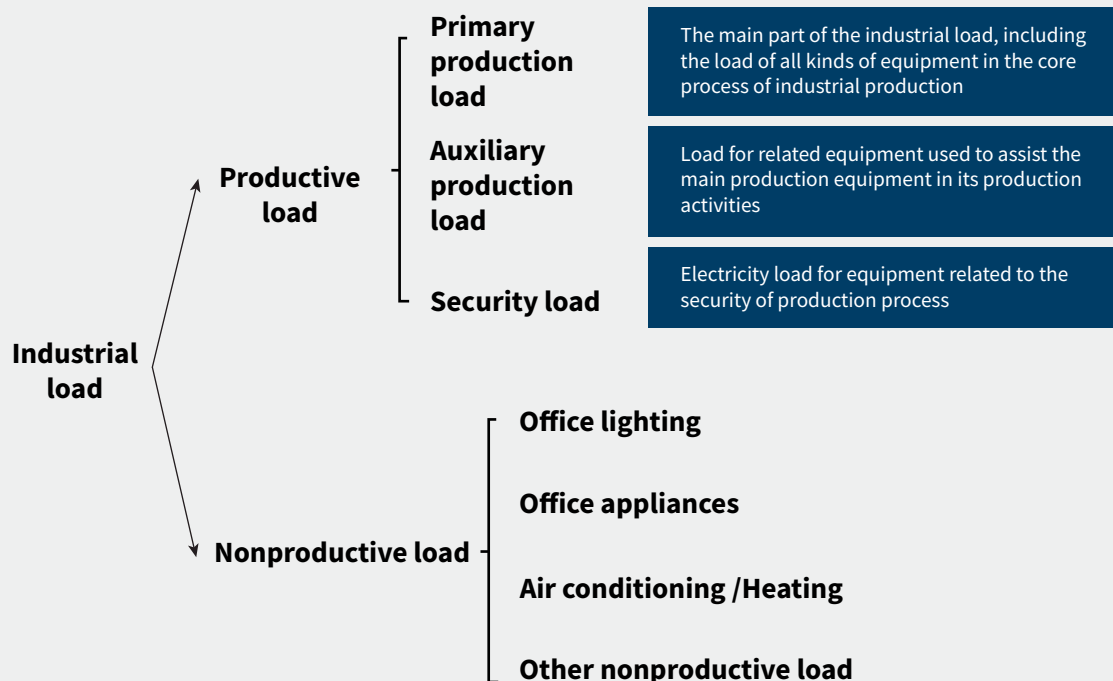 Primary
production
load
The main part of the industrial load, including
the load of all kinds of equipment in the core
process of industrial production
Auxiliary
production
load
Load for related equipment used to assist the
main production equipment in its production
activities
Productive
load
Security load
Electricity load for equipment related to the
security of production process
Industrial
load
Office lighting
Office appliances
Nonproductive load
Air conditioning /Heating
Other nonproductive load